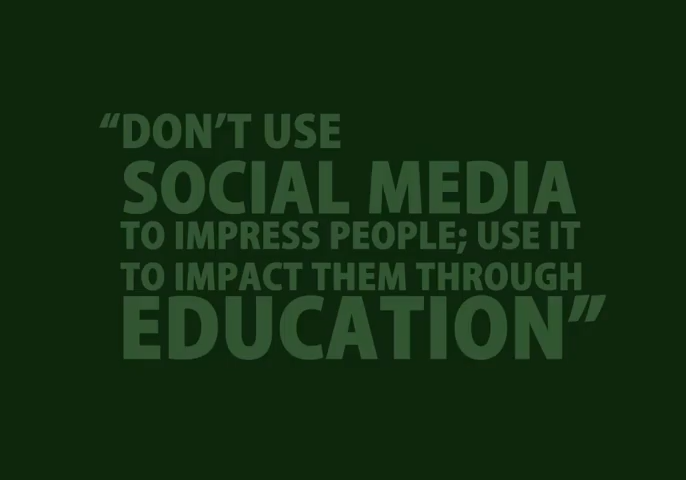 “DON’T USE
SOCIAL MEDIA
TO IMPRESS PEOPLE; USE IT
TO IMPACT THEM THROUGH
EDUCATION”